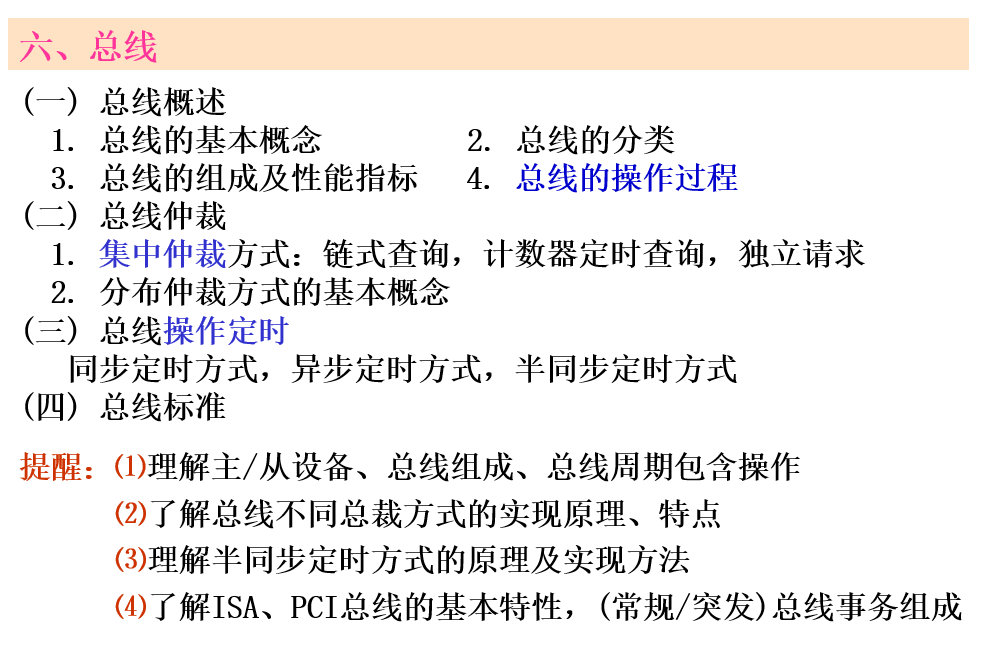 六、总线
(一) 总线概述
1. 总线的基本概念 2. 总线的分类
3. 总线的组成及性能指标 4. 总线的操作过程
(二) 总线仲裁
1. 集中仲裁方式：链式查询，计数器定时查询，独立请求
2. 分布仲裁方式的基本概念
(三) 总线操作定时
同步定时方式，异步定时方式，半同步定时方式
(四) 总线标准
提醒：⑴理解主/从设备、总线组成、总线周期包含操作
⑵了解总线不同总裁方式的实现原理、特点
⑶理解半同步定时方式的原理及实现方法
⑷了解ISA、PCI总线的基本特性，(常规/突发)总线事务组成